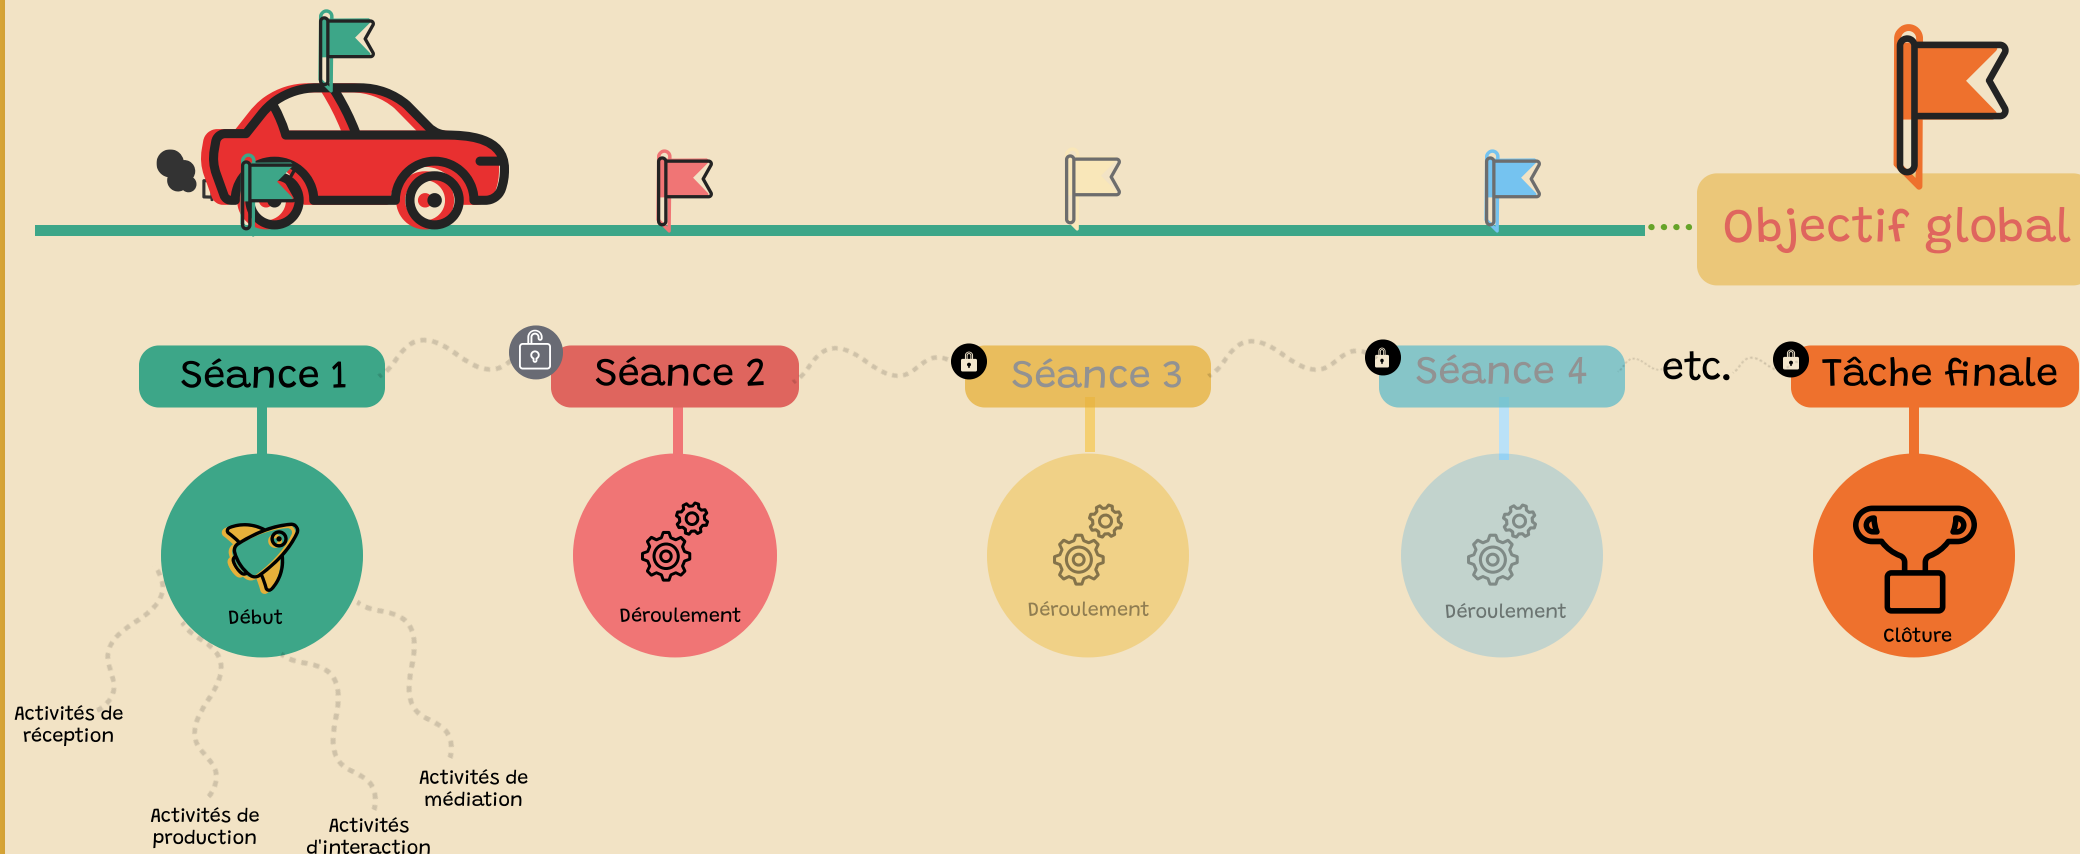 Objectif global
Séance 1
Séance 2
Séance 3
Séance 4
etc.
Tâche finale
Début
Déroulement
Déroulement
Déroulement
Clôture
Activités de
réception
Activités de
production
Activités
d'interaction
Activités de
médiation